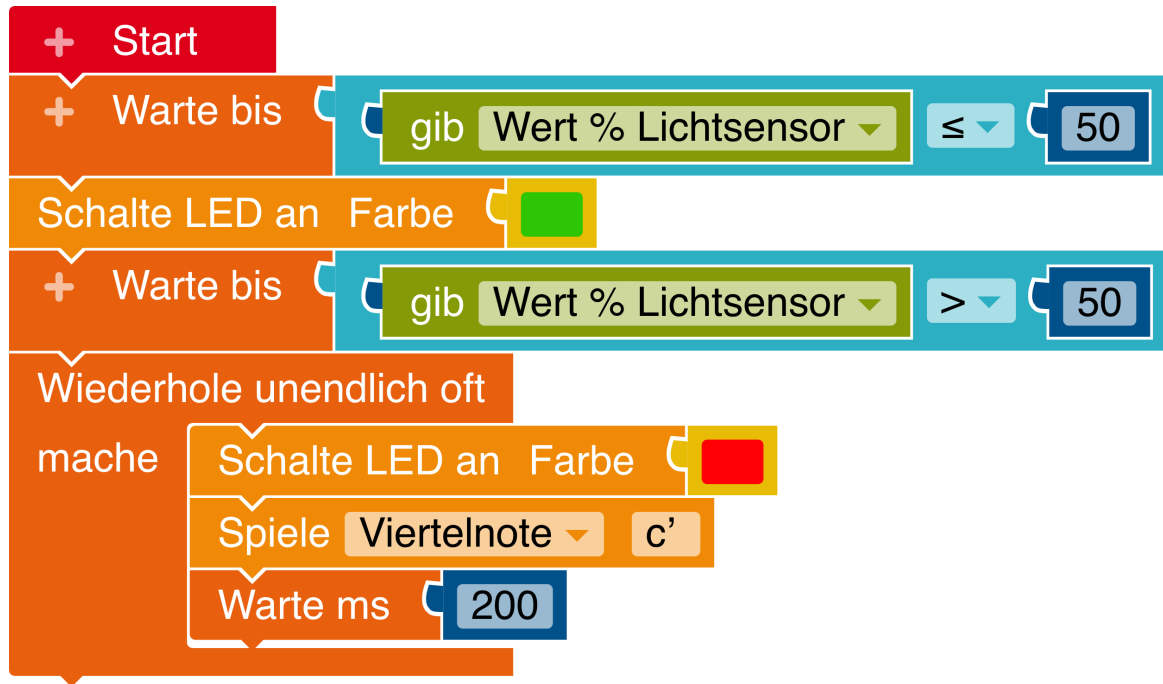 + Start
+ Warte bis gib Wert % Lichtsensor ≤ 50
Schalte LED an Farbe
+ Warte bis gib Wert % Lichtsensor > 50
Wiederhole unendlich oft
mache Schalte LED an Farbe
Spiele Viertelnote c’
Warte ms 200